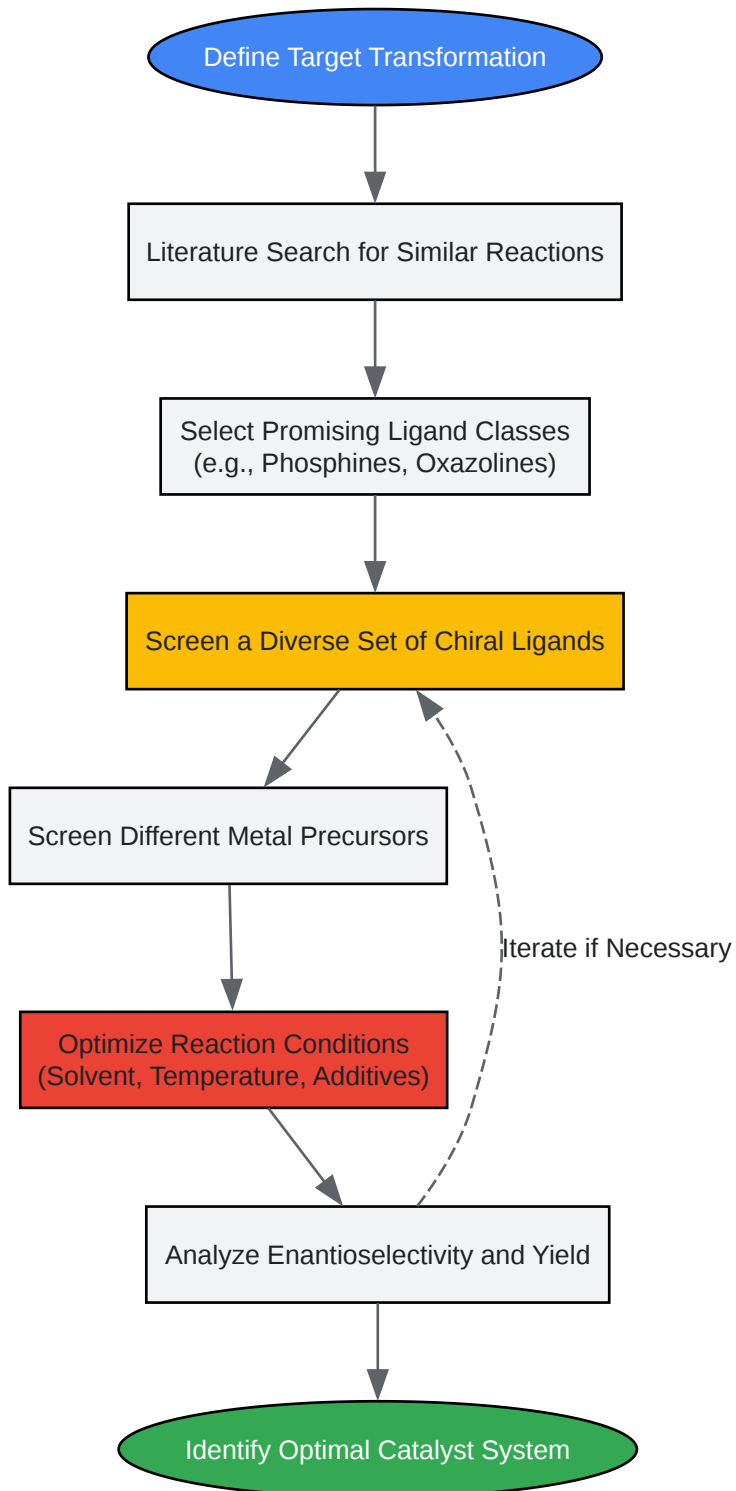 Define Target Transformation
Literature Search for Similar Reactions
Select Promising Ligand Classes
(e.g., Phosphines, Oxazolines)
Screen a Diverse Set of Chiral Ligands
Screen Different Metal Precursors
Iterate if Necessary
Optimize Reaction Conditions
(Solvent, Temperature, Additives)
Analyze Enantioselectivity and Yield
Identify Optimal Catalyst System